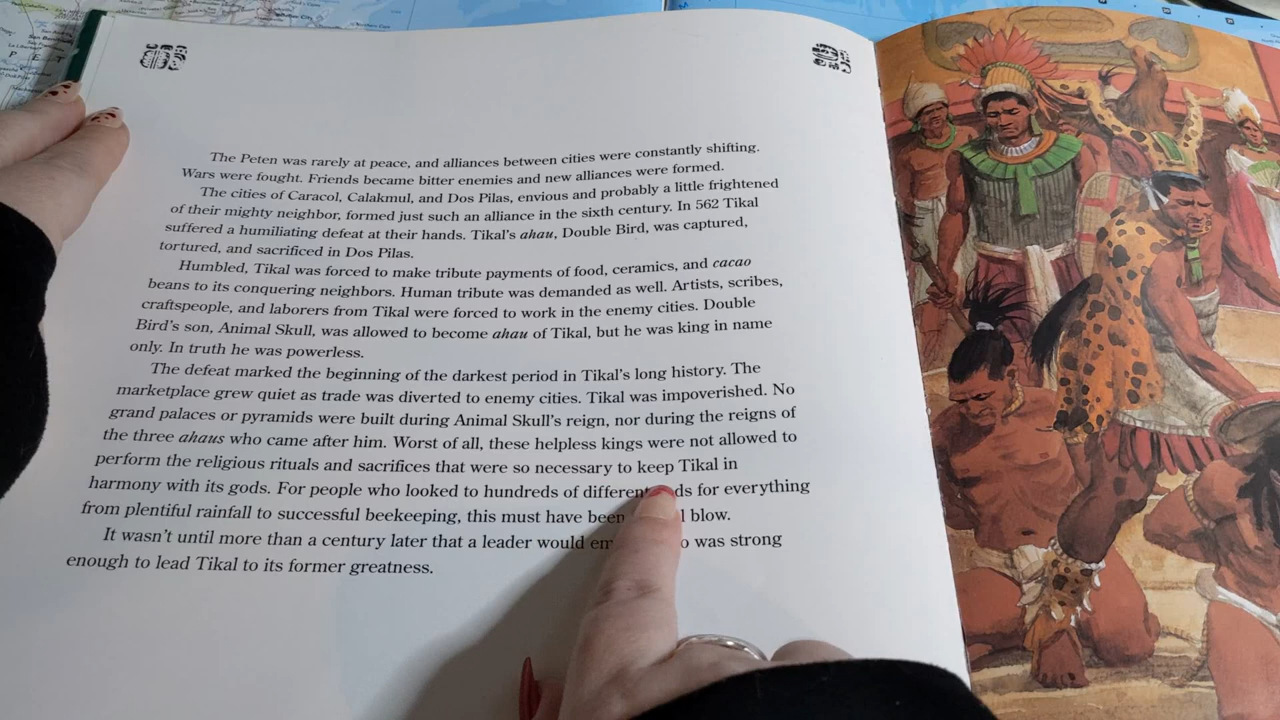 The Peten was rarely at peace, and alliances between cities were constantly shifting.
Wars were fought. Friends became bitter enemies and new alliances were formed.
The cities of Caracol, Calakmul, and Dos Pilas, envious and probably a little frightened
of their mighty neighbor, formed just such an alliance in the sixth century. In 562 Tikal
suffered a humiliating defeat at their hands. Tikal's ahau, Double Bird, was captured,
tortured, and sacrificed in Dos Pilas.
Humbled, Tikal was forced to make tribute payments of food, ceramics, and cacao
beans to its conquering neighbors. Human tribute was demanded as well. Artists, scribes,
craftspeople, and laborers from Tikal were forced to work in the enemy cities. Double
Bird's son, Animal Skull, was allowed to become ahau of Tikal, but he was king in name
only. In truth he was powerless.
The defeat marked the beginning of the darkest period in Tikal's long history. The
marketplace grew quiet as trade was diverted to enemy cities. Tikal was impoverished. No
grand palaces or pyramids were built during Animal Skull's reign, nor during the reigns of
the three ahaus who came after him. Worst of all, these helpless kings were not allowed to
perform the religious rituals and sacrifices that were so necessary to keep Tikal in
harmony with its gods. For people who looked to hundreds of different for everything
from plentiful rainfall to successful beekeeping, this must have been blow.
It wasn't until more than a century later that a leader would was strong
enough to lead Tikal to its former greatness.